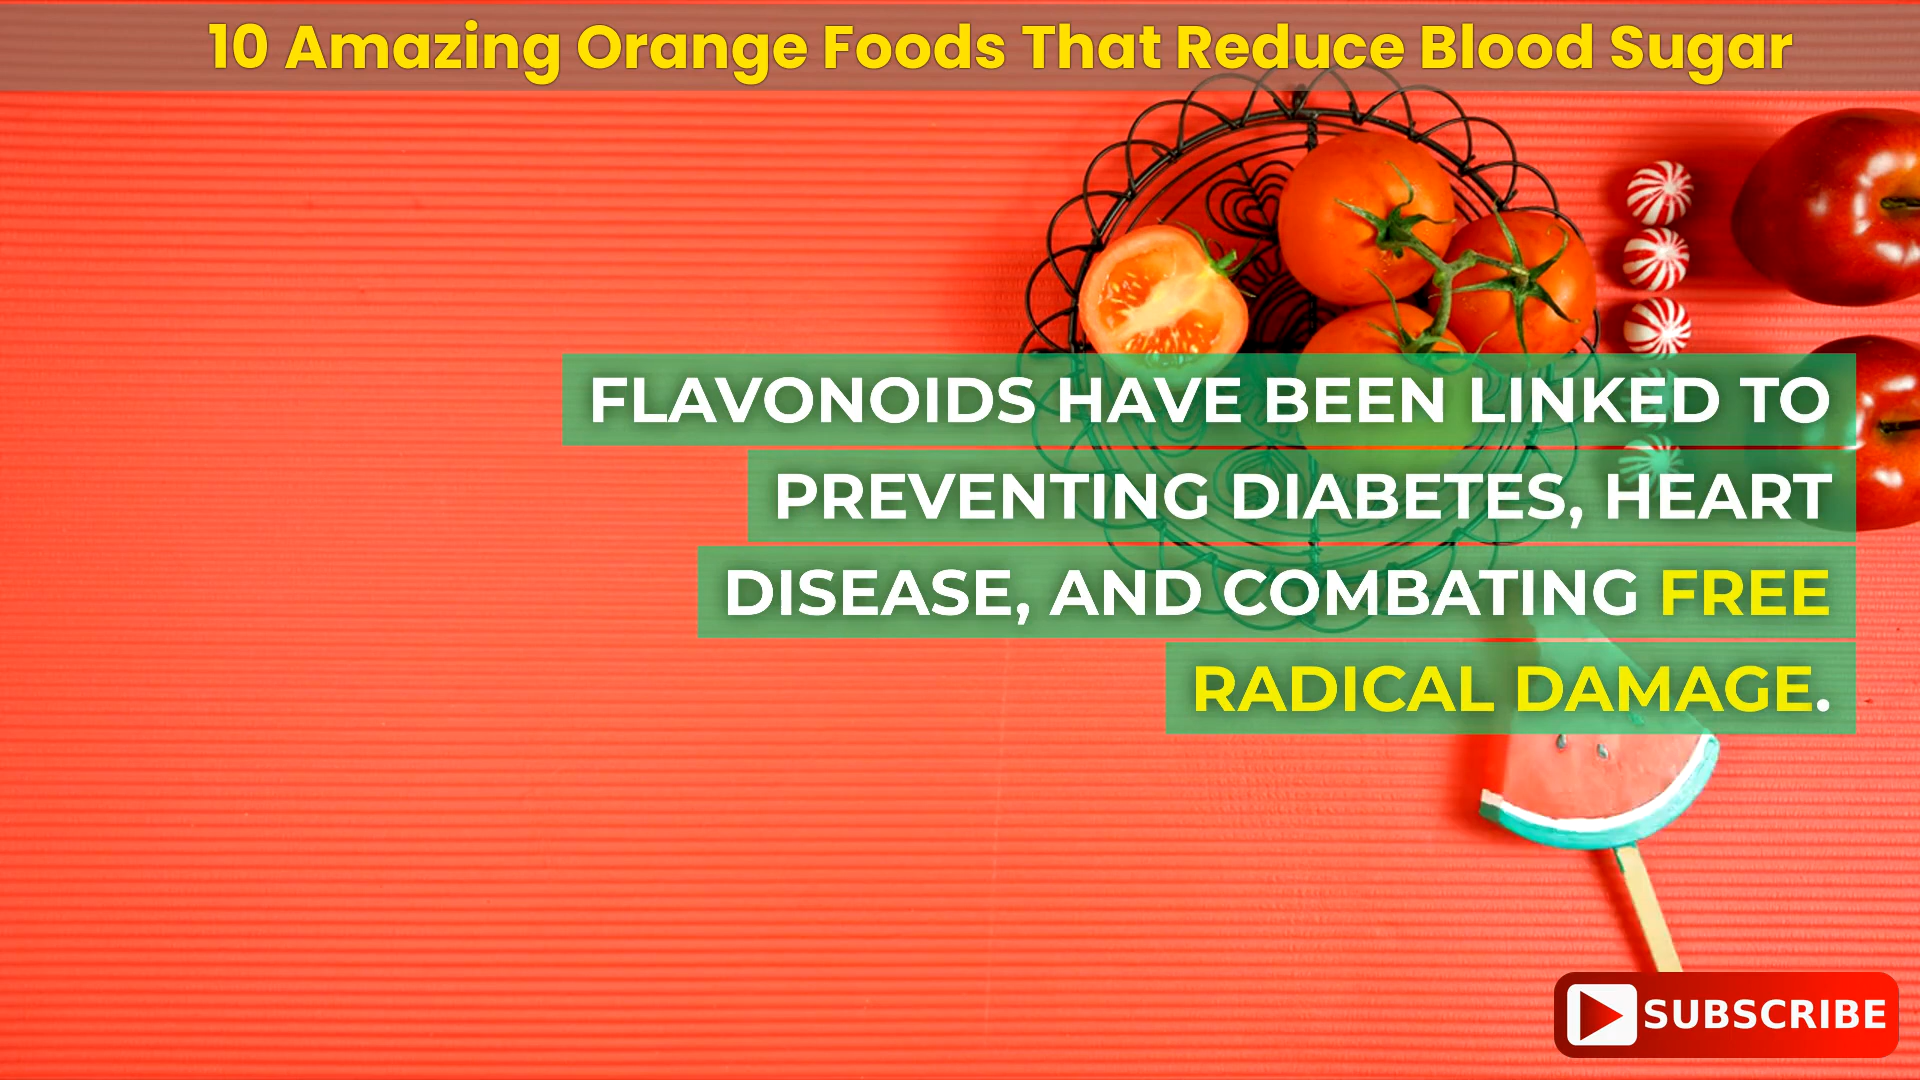 10 Amazing Orange Foods That Reduce Blood Sugar
FLAVONOIDS HAVE BEEN LINKED TO
PREVENTING DIABETES, HEART
DISEASE, AND COMBATING FREE
RADICAL DAMAGE.
SUBSCRIBE